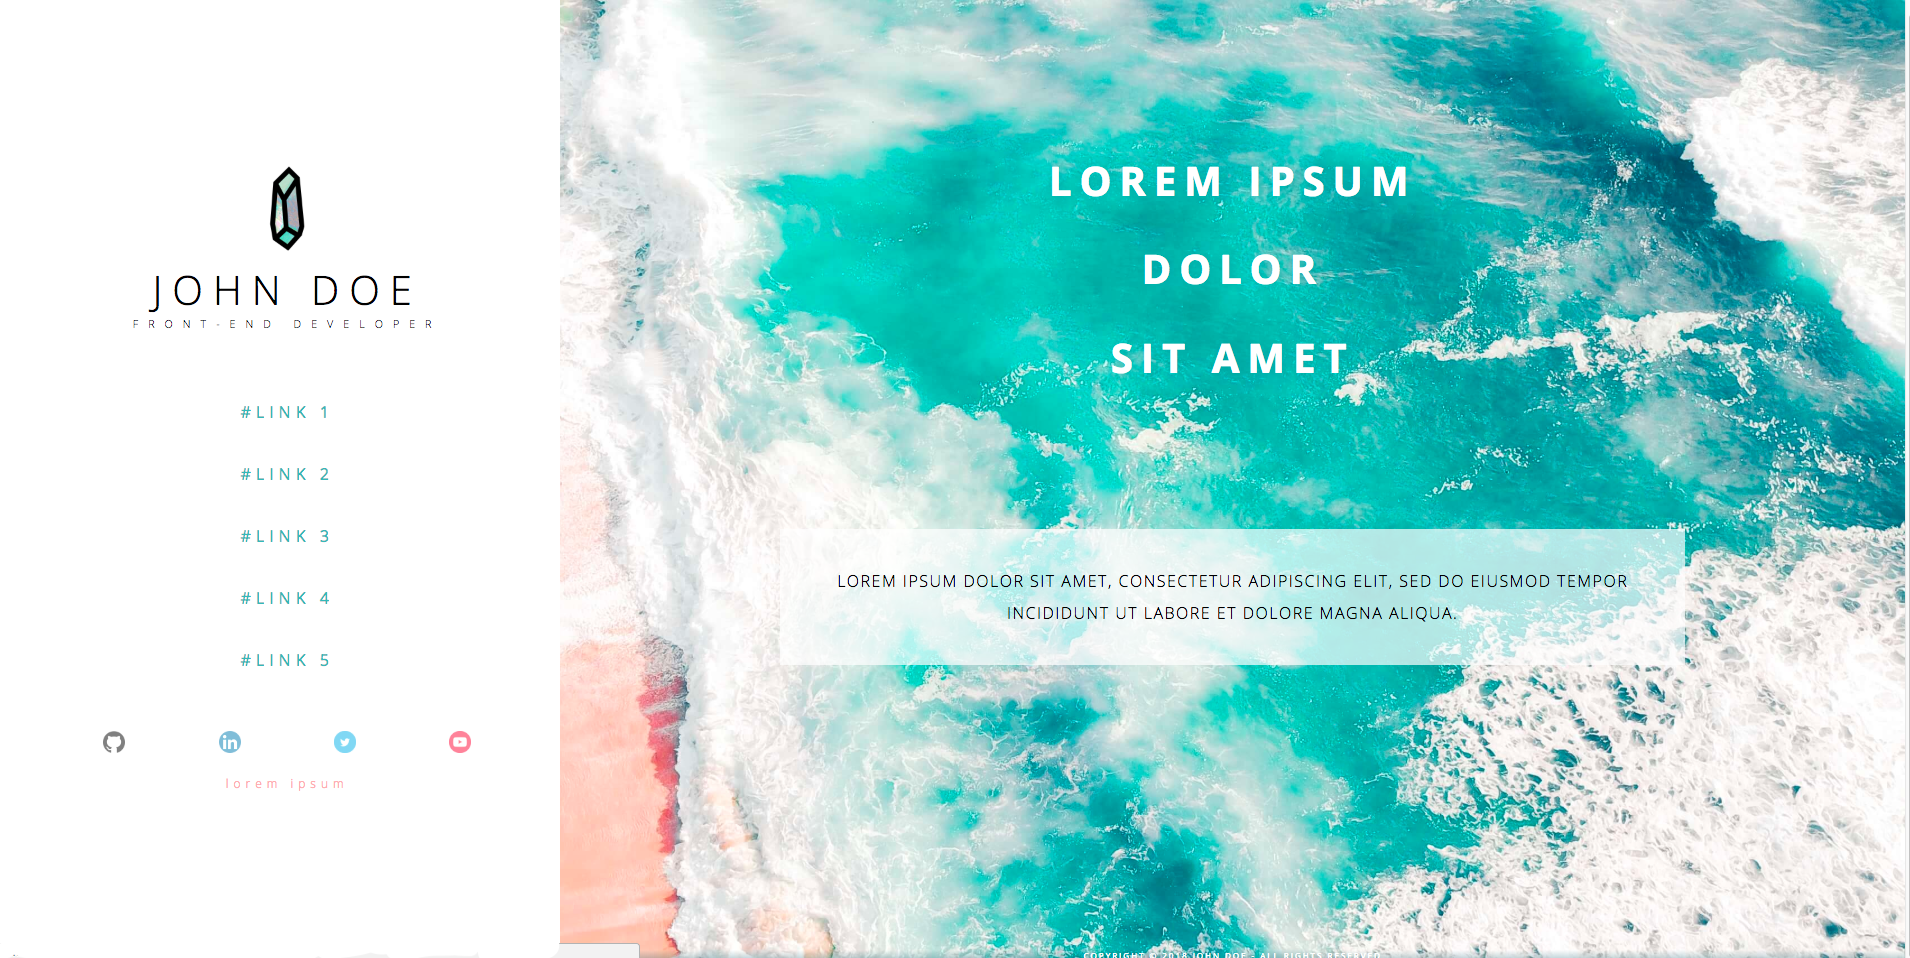 JOHN DOE
FRONT-END DEVELOPER
#LINK 1
#LINK 2
#LINK 3
#LINK 4
#LINK 5
in
lorem ipsum
LOREM IPSUM
DOLOR
SIT AMET
LOREM IPSUM DOLOR SIT AMET, CONSECTETUR ADIPISCING ELIT, SED DO EIUSMOD TEMPOR
INCIDIDUNT UT LABORE ET DOLORE MAGNA ALIQUA.
COPYRIGHT © 2018 JOHN DOE - ALL RIGHTS RESERVED